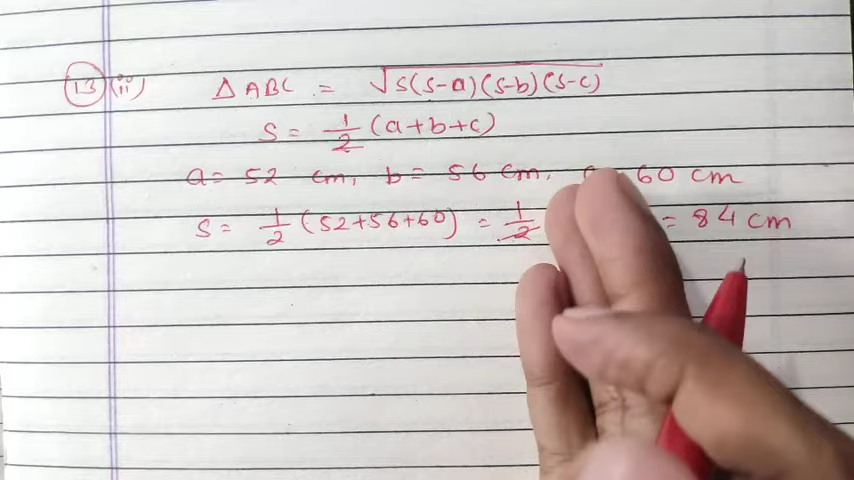 13 (ii) Δ ABC = √s(s-a)(s-b)(s-c)
s = 1/2 (a+b+c)
a = 52 cm, b = 56 cm, 60 cm
s = 1/2 (52+56+60) = 1/2 = 84 cm